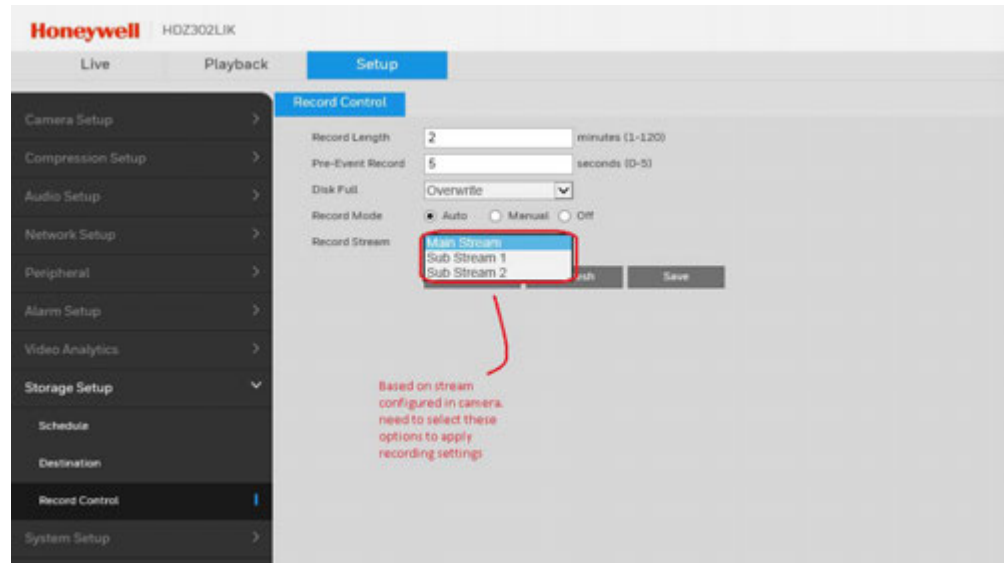 Honeywell HDZ302LIK
Live Playback Setup
Camera Setup
Compression Setup
Audio Setup
Network Setup
Peripheral
Alarm Setup
Video Analytics
Storage Setup
Schedule
Destination
Record Control
System Setup
Record Control
Record Length 2 minutes (1-120)
Pre-Event Record 5 seconds (0-5)
Disk Full Overwrite
Record Mode Auto Manual Off
Record Stream Main Stream
Sub Stream 1
Sub Stream 2
Save
Based on stream
configured in camera.
need to select these
options to apply
recording settings